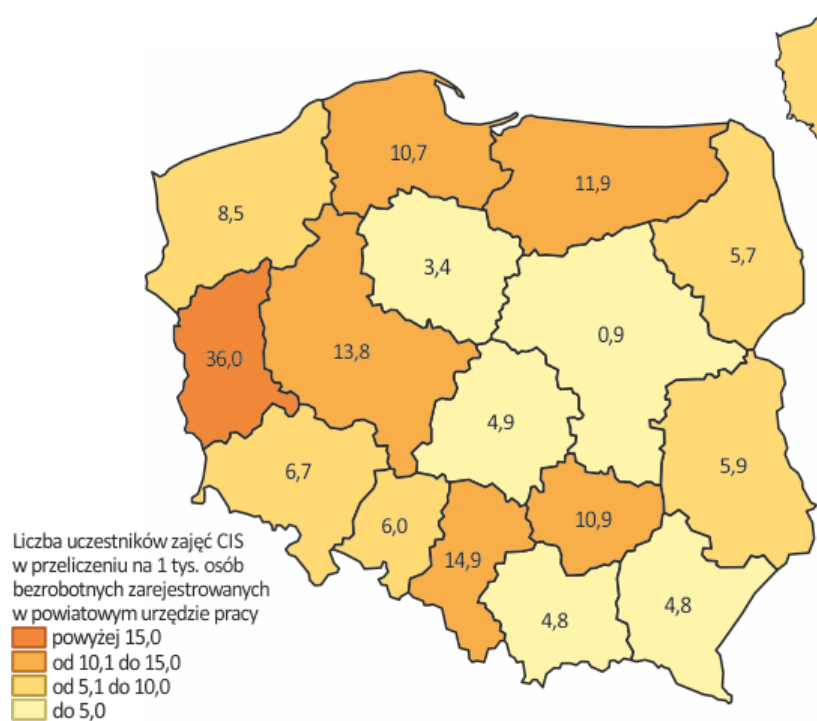 10,7
11,9
8,5
5,7
3,4
0,9
36,0
13,8
4,9
5,9
6,7
6,0
10,9
14,9
4,8
4,8
Liczba uczestników zajęć CIS
w przeliczeniu na 1 tys. osób
bezrobotnych zarejestrowanych
w powiatowym urzędzie pracy
powyżej 15,0
od 10,1 do 15,0
od 5,1 do 10,0
do 5,0